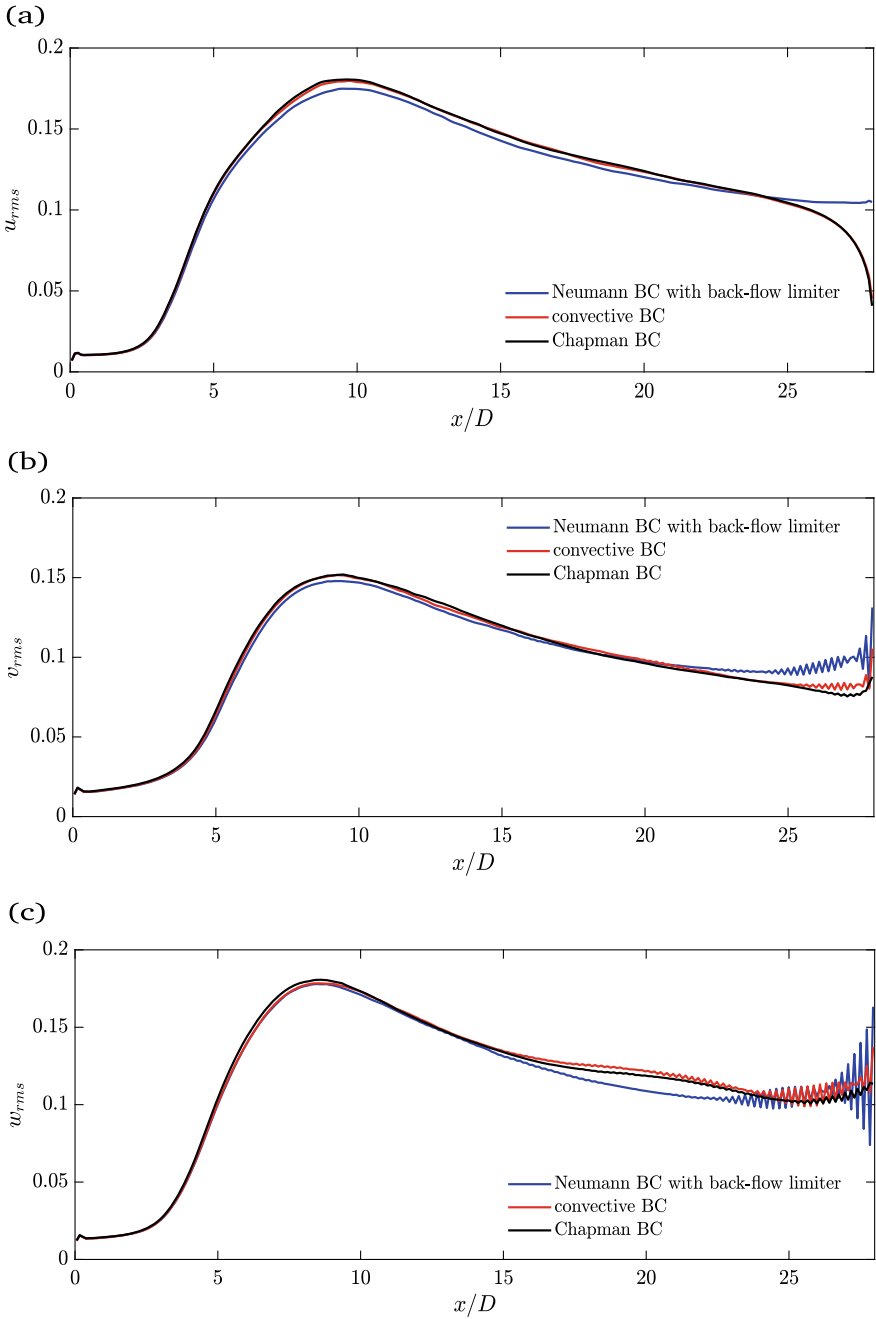 (a)
0.2
0.15
0.1
0.05
0
u_rms
Neumann BC with back-flow limiter
convective BC
Chapman BC
0 5 10 15 20 25
x/D
(b)
0.2
0.15
0.1
0.05
0
v_rms
Neumann BC with back-flow limiter
convective BC
Chapman BC
0 5 10 15 20 25
x/D
(c)
0.2
0.15
0.1
0.05
0
w_rms
Neumann BC with back-flow limiter
convective BC
Chapman BC
0 5 10 15 20 25
x/D